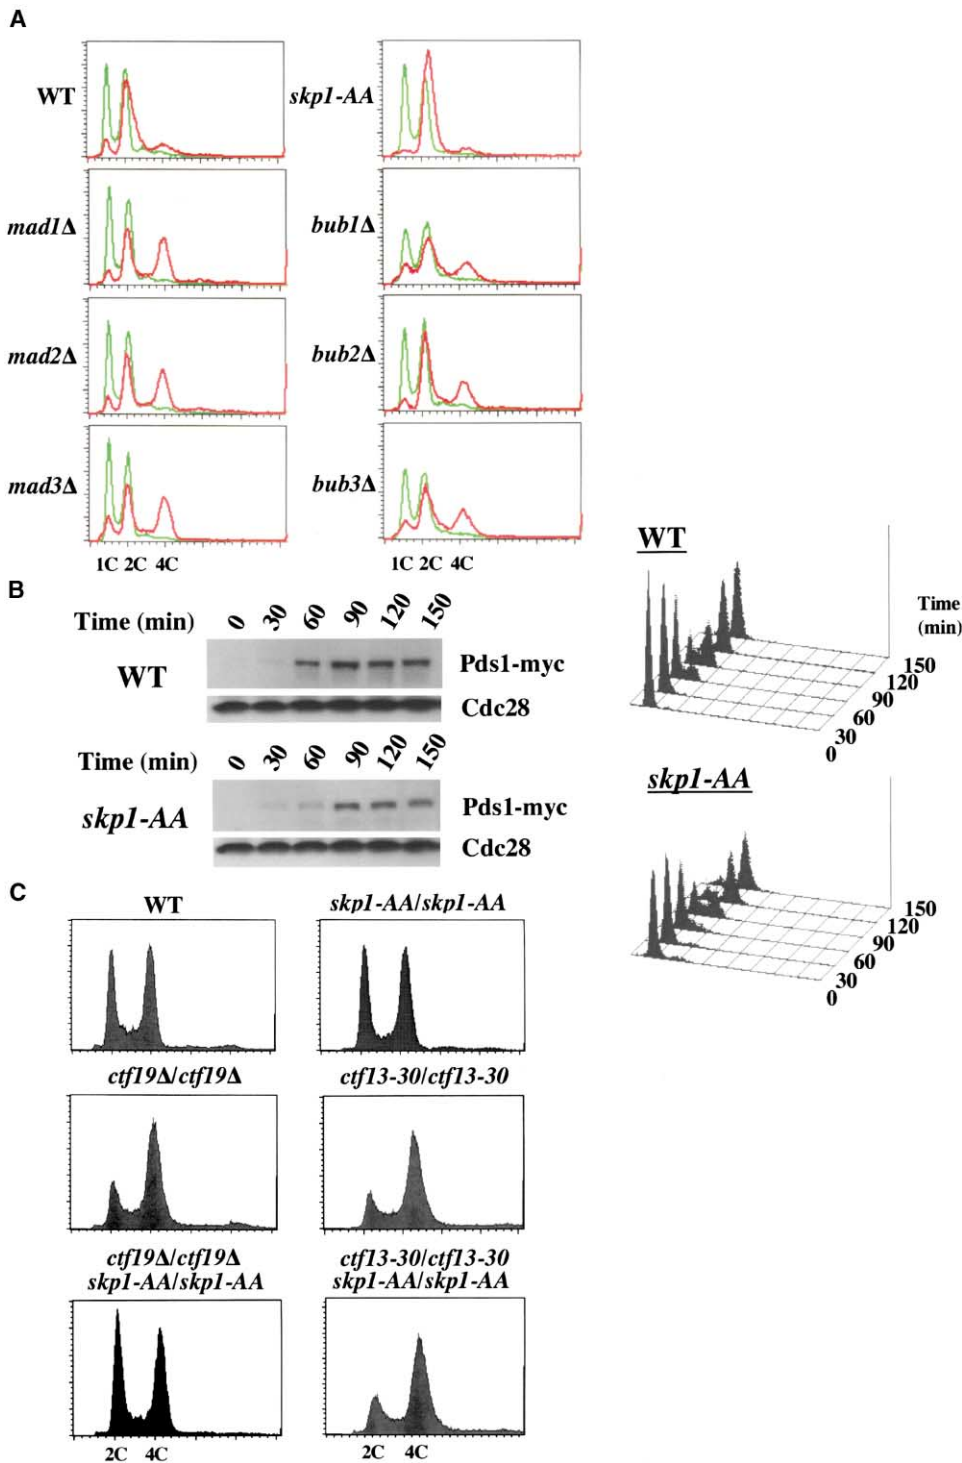 A
WT
skp1-AA
mad1Δ
bub1Δ
mad2Δ
bub2Δ
mad3Δ
bub3Δ
1C 2C 4C
1C 2C 4C
B
Time (min) 0 30 60 90 120 150
WT
Pds1-myc
Cdc28
Time (min) 0 30 60 90 120 150
skp1-AA
Pds1-myc
Cdc28
WT
Time
(min)
150
120
90
60
30
0
skp1-AA
150
120
90
60
30
0
C
WT
skp1-AA/skp1-AA
ctf19Δ/ctf19Δ
ctf13-30/ctf13-30
ctf19Δ/ctf19Δ
skp1-AA/skp1-AA
ctf13-30/ctf13-30
skp1-AA/skp1-AA
2C 4C
2C 4C